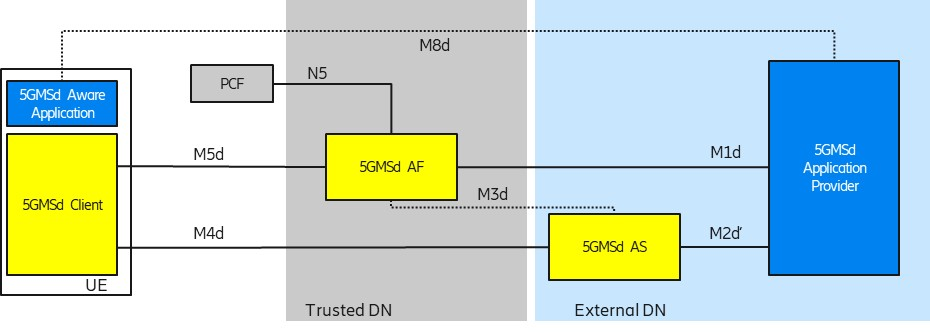 M8d
PCF
N5
5GMSd Aware
Application
M5d
5GMSd AF
M1d
5GMSd
Application
Provider
M3d
5GMSd Client
M4d
5GMSd AS
M2d’
UE
Trusted DN
External DN